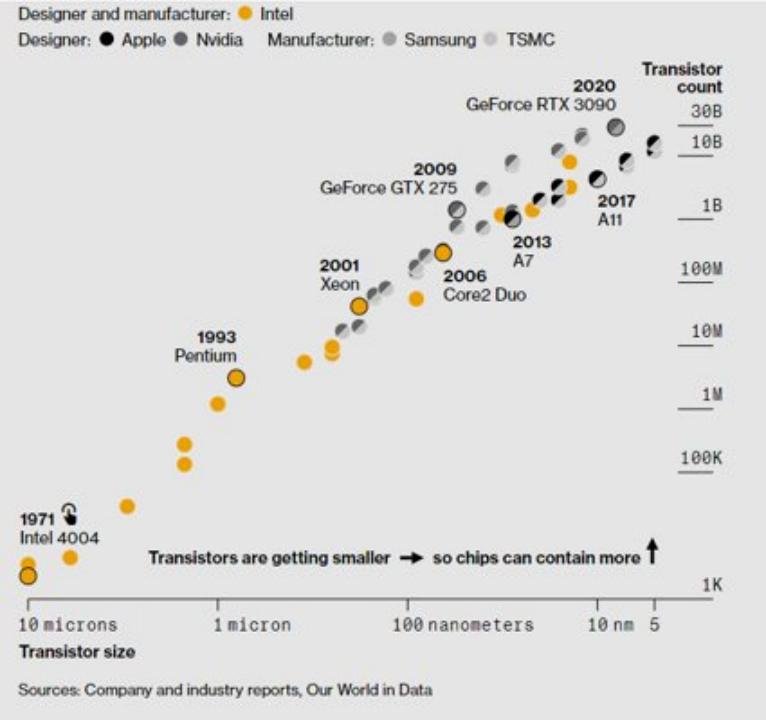 Designer and manufacturer: Intel
Designer: Apple Nvidia Manufacturer: Samsung TSMC
Transistor
count
2020
GeForce RTX 3090
30B
10B
2009
GeForce GTX 275
2017
A11
1B
2013
A7
2001
Xeon
2006
Core2 Duo
100M
1993
Pentium
10M
1M
100K
1971
Intel 4004
Transistors are getting smaller → so chips can contain more ↑
1K
10 microns 1 micron 100 nanometers 10 nm 5
Transistor size
Sources: Company and industry reports, Our World in Data